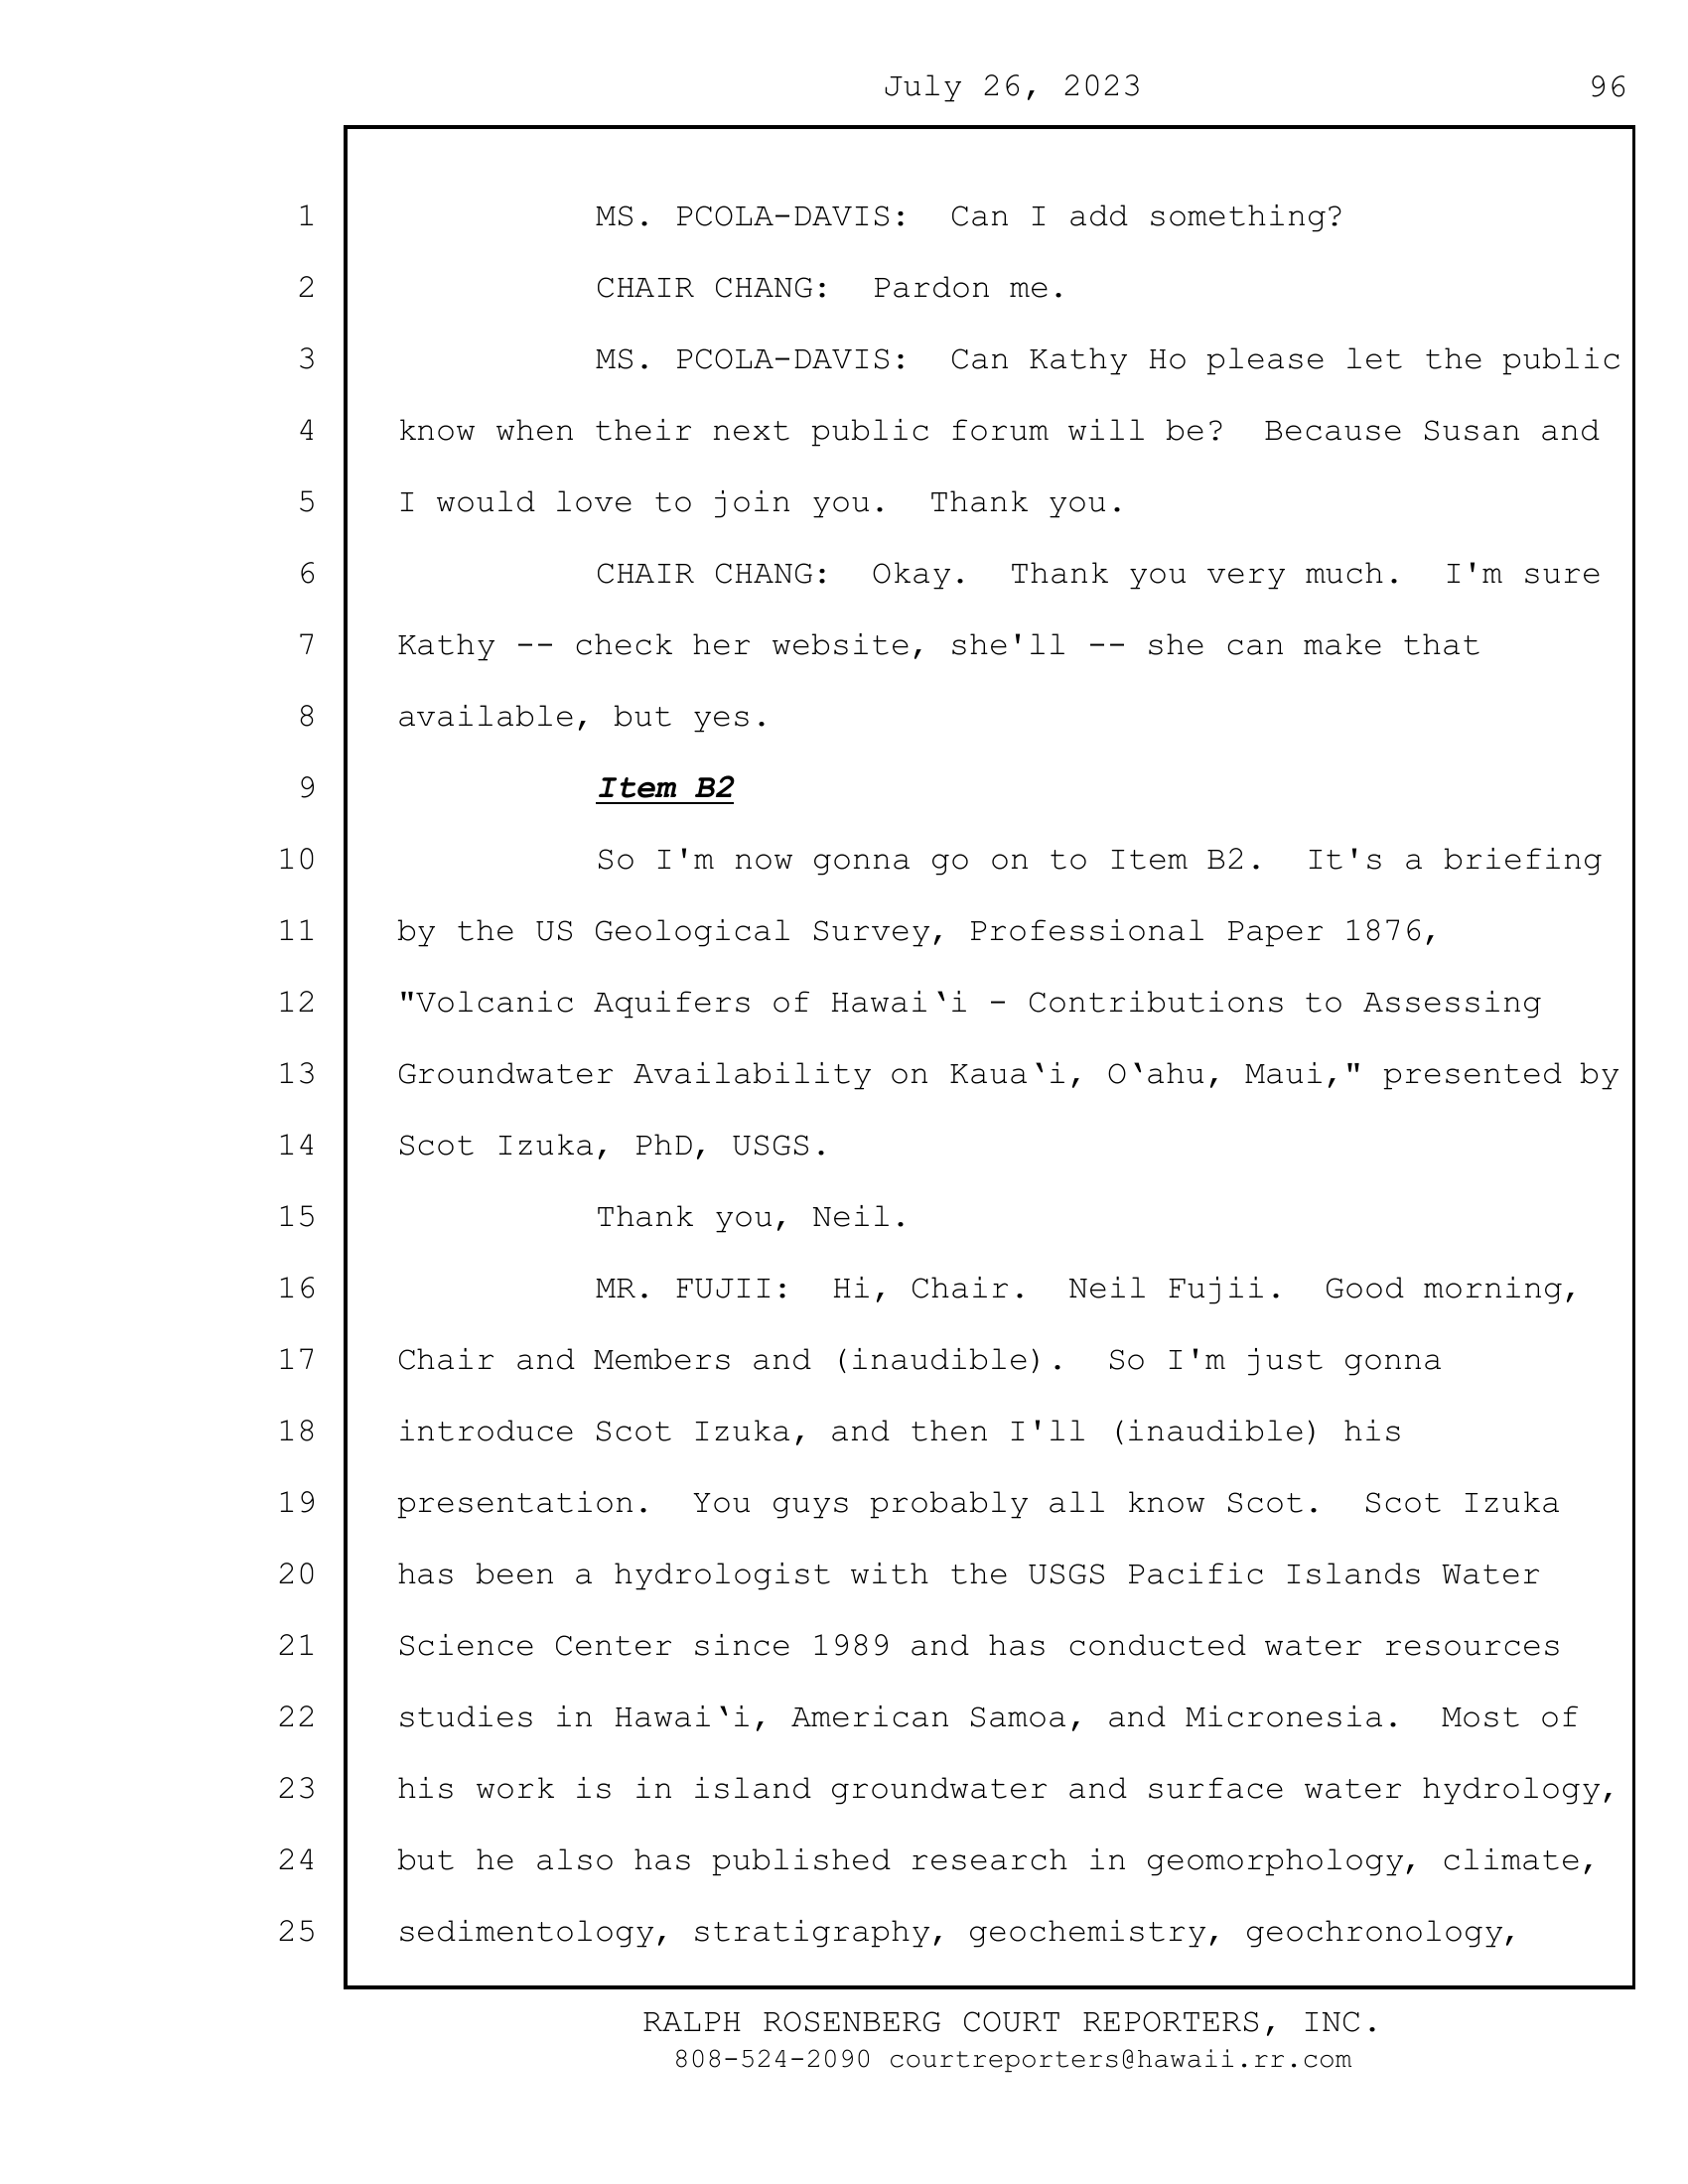 July 26, 2023 96
1 MS. PCOLA-DAVIS:  Can I add something?
2 CHAIR CHANG:  Pardon me.
3 MS. PCOLA-DAVIS:  Can Kathy Ho please let the public
4 know when their next public forum will be?  Because Susan and
5 I would love to join you.  Thank you.
6 CHAIR CHANG:  Okay.  Thank you very much.  I'm sure
7 Kathy -- check her website, she'll -- she can make that
8 available, but yes.
9 Item B2
10 So I'm now gonna go on to Item B2.  It's a briefing
11 by the US Geological Survey, Professional Paper 1876,
12 "Volcanic Aquifers of Hawai‘i - Contributions to Assessing
13 Groundwater Availability on Kaua‘i, O‘ahu, Maui," presented by
14 Scot Izuka, PhD, USGS.
15 Thank you, Neil.
16 MR. FUJII:  Hi, Chair.  Neil Fujii.  Good morning,
17 Chair and Members and (inaudible).  So I'm just gonna
18 introduce Scot Izuka, and then I'll (inaudible) his
19 presentation.  You guys probably all know Scot.  Scot Izuka
20 has been a hydrologist with the USGS Pacific Islands Water
21 Science Center since 1989 and has conducted water resources
22 studies in Hawai‘i, American Samoa, and Micronesia.  Most of
23 his work is in island groundwater and surface water hydrology,
24 but he also has published research in geomorphology, climate,
25 sedimentology, stratigraphy, geochemistry, geochronology,
RALPH ROSENBERG COURT REPORTERS, INC.
808-524-2090 courtreporters@hawaii.rr.com